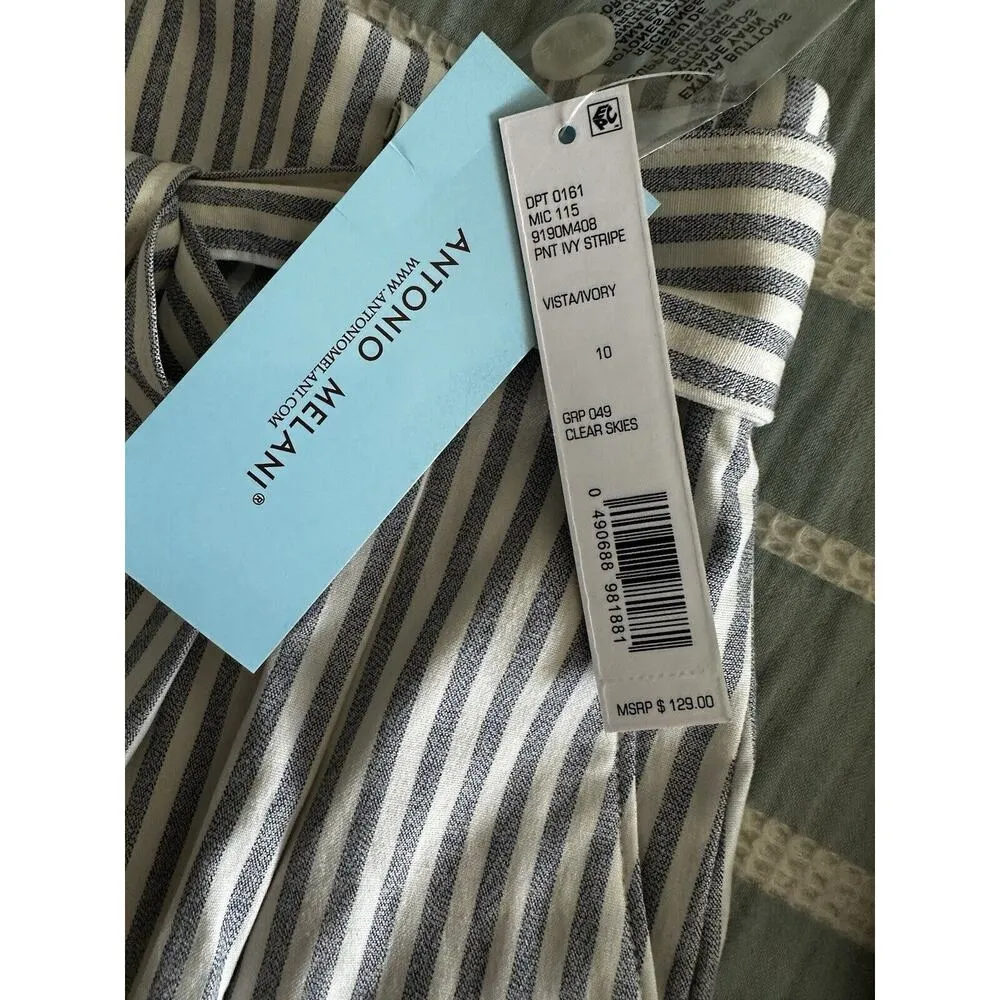 ANTONIO MELANI®
WWW.ANTONIOMELANI.COM
DPT 0161
MIC 115
9190M408
PNT IVY STRIPE
VISTA/IVORY
10
GRP 049
CLEAR SKIES
0 490688 981881
MSRP $ 129.00
EXTRA BUTTONS